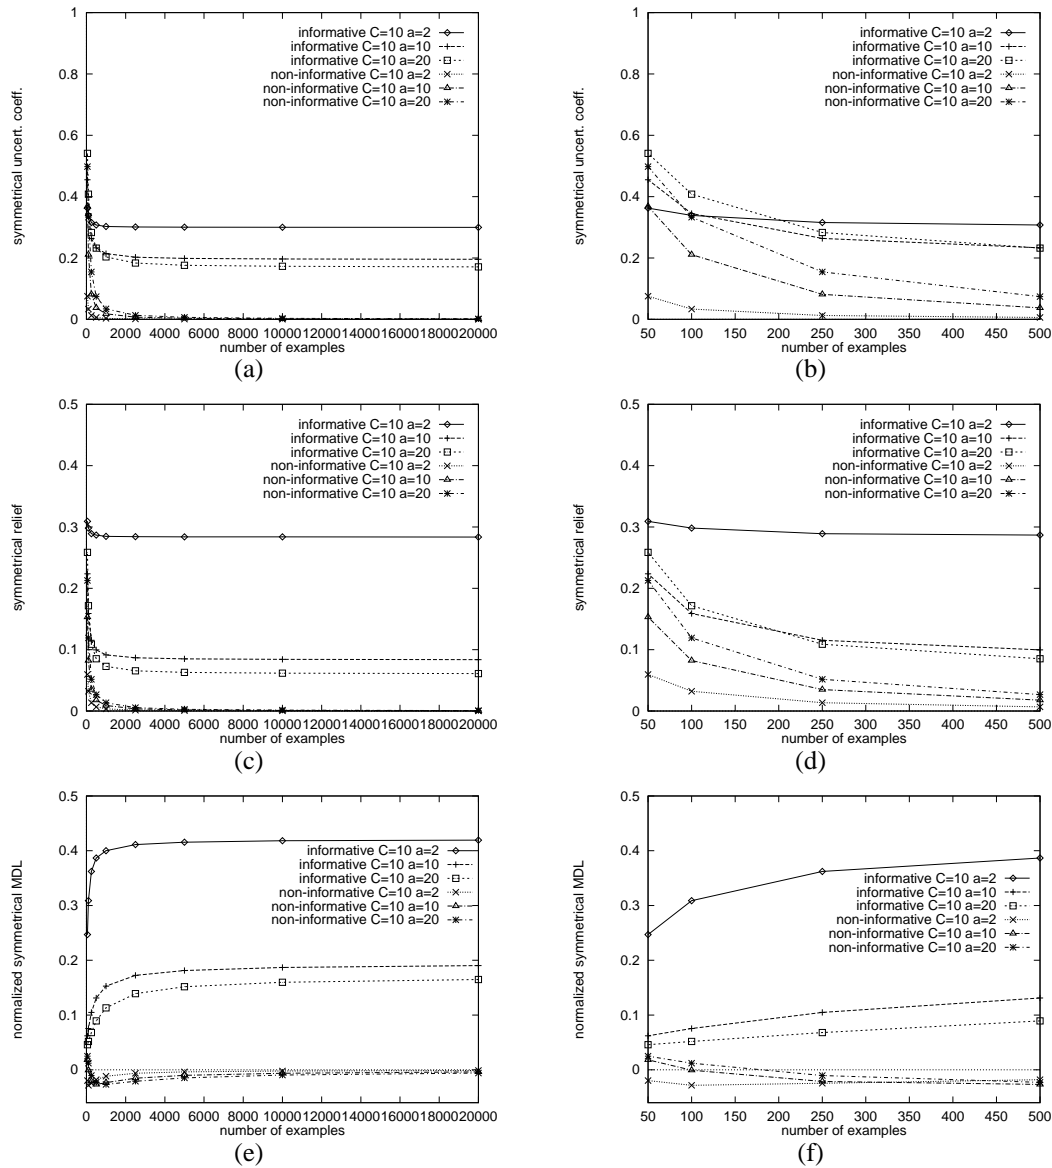 symmetrical uncert. coeff.
1
0.8
0.6
0.4
0.2
0
informative C=10 a=2
informative C=10 a=10
informative C=10 a=20
non-informative C=10 a=2
non-informative C=10 a=10
non-informative C=10 a=20
0 2000 4000 6000 8000 10000 12000 14000 16000 18000 20000
number of examples
(a)
symmetrical uncert. coeff.
1
0.8
0.6
0.4
0.2
0
informative C=10 a=2
informative C=10 a=10
informative C=10 a=20
non-informative C=10 a=2
non-informative C=10 a=10
non-informative C=10 a=20
50 100 150 200 250 300 350 400 450 500
number of examples
(b)
symmetrical relief
0.5
0.4
0.3
0.2
0.1
0
informative C=10 a=2
informative C=10 a=10
informative C=10 a=20
non-informative C=10 a=2
non-informative C=10 a=10
non-informative C=10 a=20
0 2000 4000 6000 8000 10000 12000 14000 16000 18000 20000
number of examples
(c)
symmetrical relief
0.5
0.4
0.3
0.2
0.1
0
informative C=10 a=2
informative C=10 a=10
informative C=10 a=20
non-informative C=10 a=2
non-informative C=10 a=10
non-informative C=10 a=20
50 100 150 200 250 300 350 400 450 500
number of examples
(d)
normalized symmetrical MDL
0.5
0.4
0.3
0.2
0.1
0
informative C=10 a=2
informative C=10 a=10
informative C=10 a=20
non-informative C=10 a=2
non-informative C=10 a=10
non-informative C=10 a=20
0 2000 4000 6000 8000 10000 12000 14000 16000 18000 20000
number of examples
(e)
normalized symmetrical MDL
0.5
0.4
0.3
0.2
0.1
0
informative C=10 a=2
informative C=10 a=10
informative C=10 a=20
non-informative C=10 a=2
non-informative C=10 a=10
non-informative C=10 a=20
50 100 150 200 250 300 350 400 450 500
number of examples
(f)